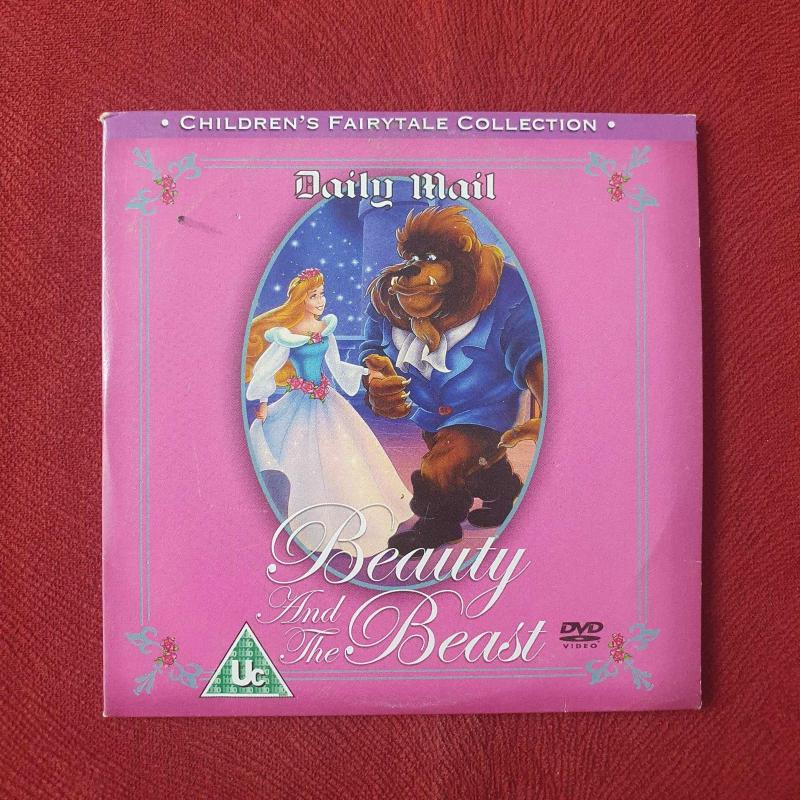 • CHILDREN'S FAIRYTALE COLLECTION •
Daily Mail
Beauty
And The Beast
Uc
DVD
VIDEO